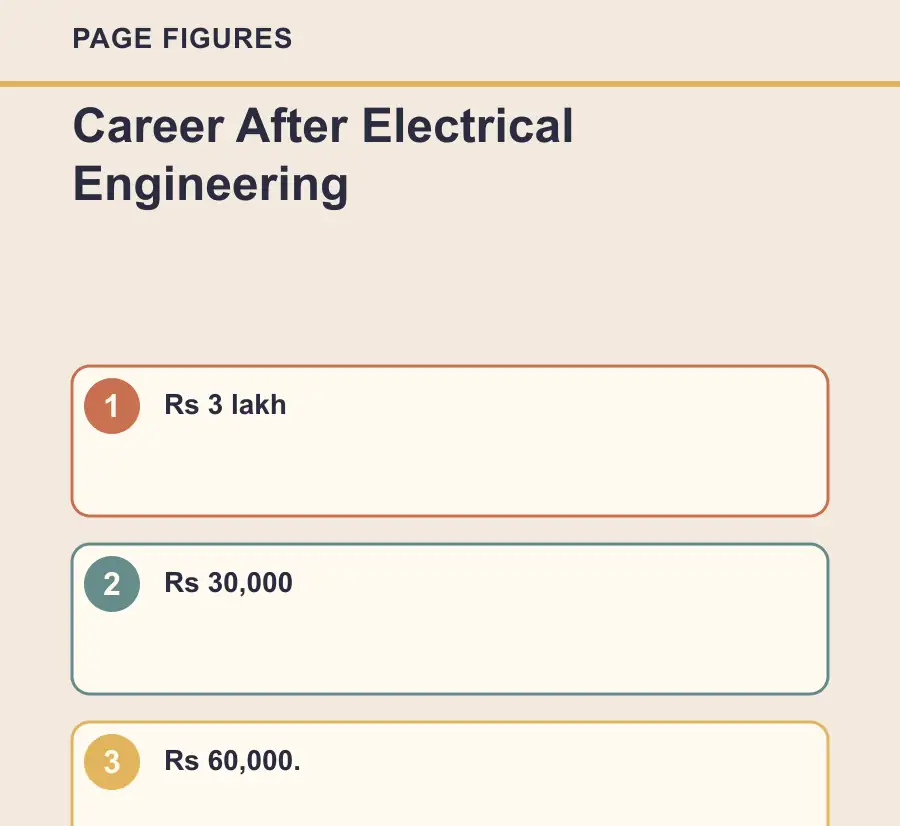 PAGE FIGURES
Career After Electrical
Engineering
1
Rs 3 lakh
2
Rs 30,000
3
Rs 60,000.